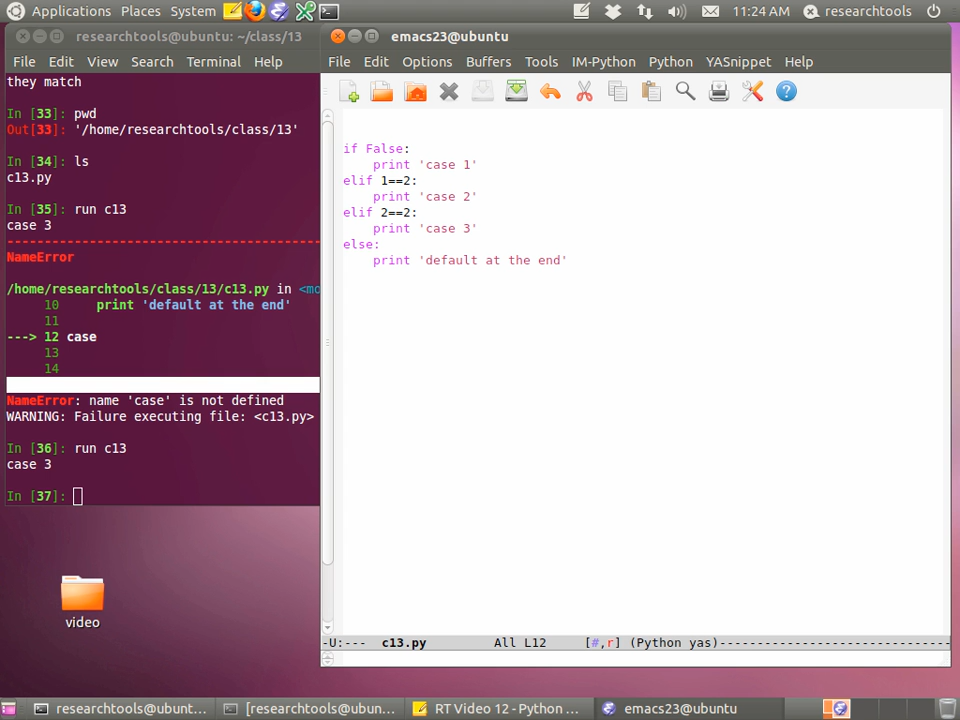 Applications Places System 11:24 AM researchtools
researchtools@ubuntu: ~/class/13
File Edit View Search Terminal Help
they match
In [33]: pwd
Out[33]: '/home/researchtools/class/13'
In [34]: ls
c13.py
In [35]: run c13
case 3
---------------------------------------
NameError
/home/researchtools/class/13/c13.py in <mo
10 print 'default at the end'
11
---> 12 case
13
14
NameError: name 'case' is not defined
WARNING: Failure executing file: <c13.py>
In [36]: run c13
case 3
In [37]:
emacs23@ubuntu
File Edit Options Buffers Tools IM-Python Python YASnippet Help
if False:
print 'case 1'
elif 1==2:
print 'case 2'
elif 2==2:
print 'case 3'
else:
print 'default at the end'
-U:--- c13.py All L12 [#,r] (Python yas)-------------------------------
video
researchtools@ubunt... [researchtools@ubun... RT Video 12 - Python ... emacs23@ubuntu